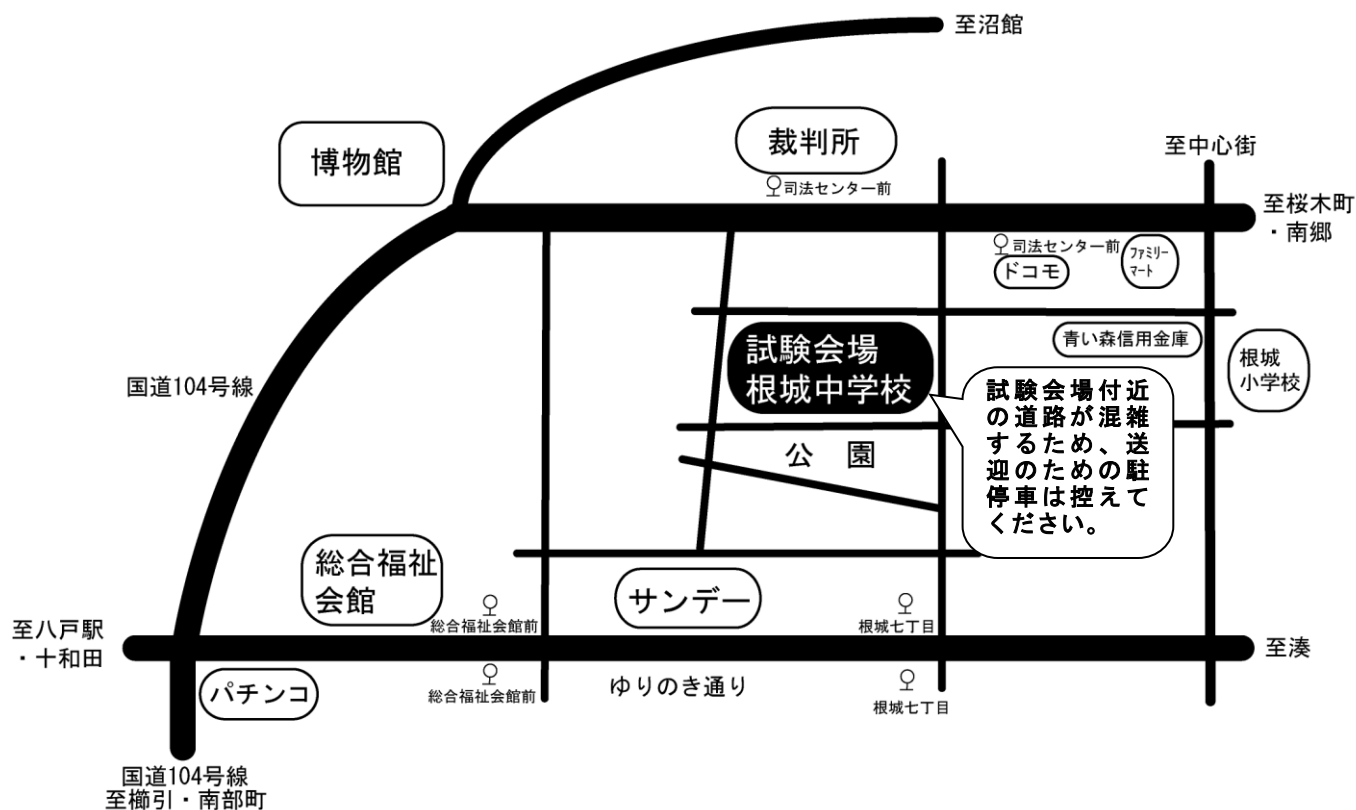 至沼館
裁判所
博物館
至中心街
司法センター前
至桜木町
・南郷
司法センター前
ファミリー
マート
ドコモ
青い森信用金庫
試験会場
根城中学校
根城
小学校
国道104号線
試験会場付近
の道路が混雑
するため、送
迎のための駐
停車は控えて
ください。
公 園
総合福祉
会館
サンデー
総合福祉会館前
根城七丁目
至八戸駅
・十和田
至湊
パチンコ
総合福祉会館前
ゆりのき通り
根城七丁目
国道104号線
至櫛引・南部町